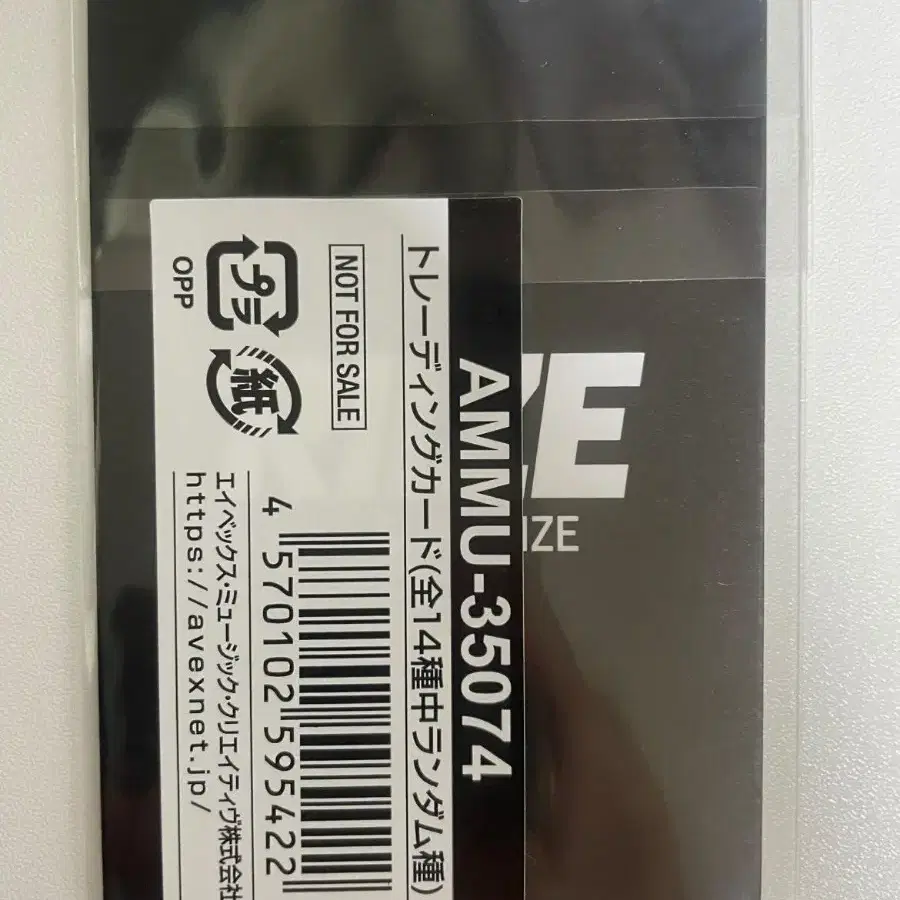 AMMU-35074
トレーディングカード(全14種中ランダム種)
NOT FOR SALE
プラ
OPP
紙
4 570102 595422
エイベックス・ミュージック・クリエイティヴ株式会社
https://avexnet.jp/
ZE
IZE